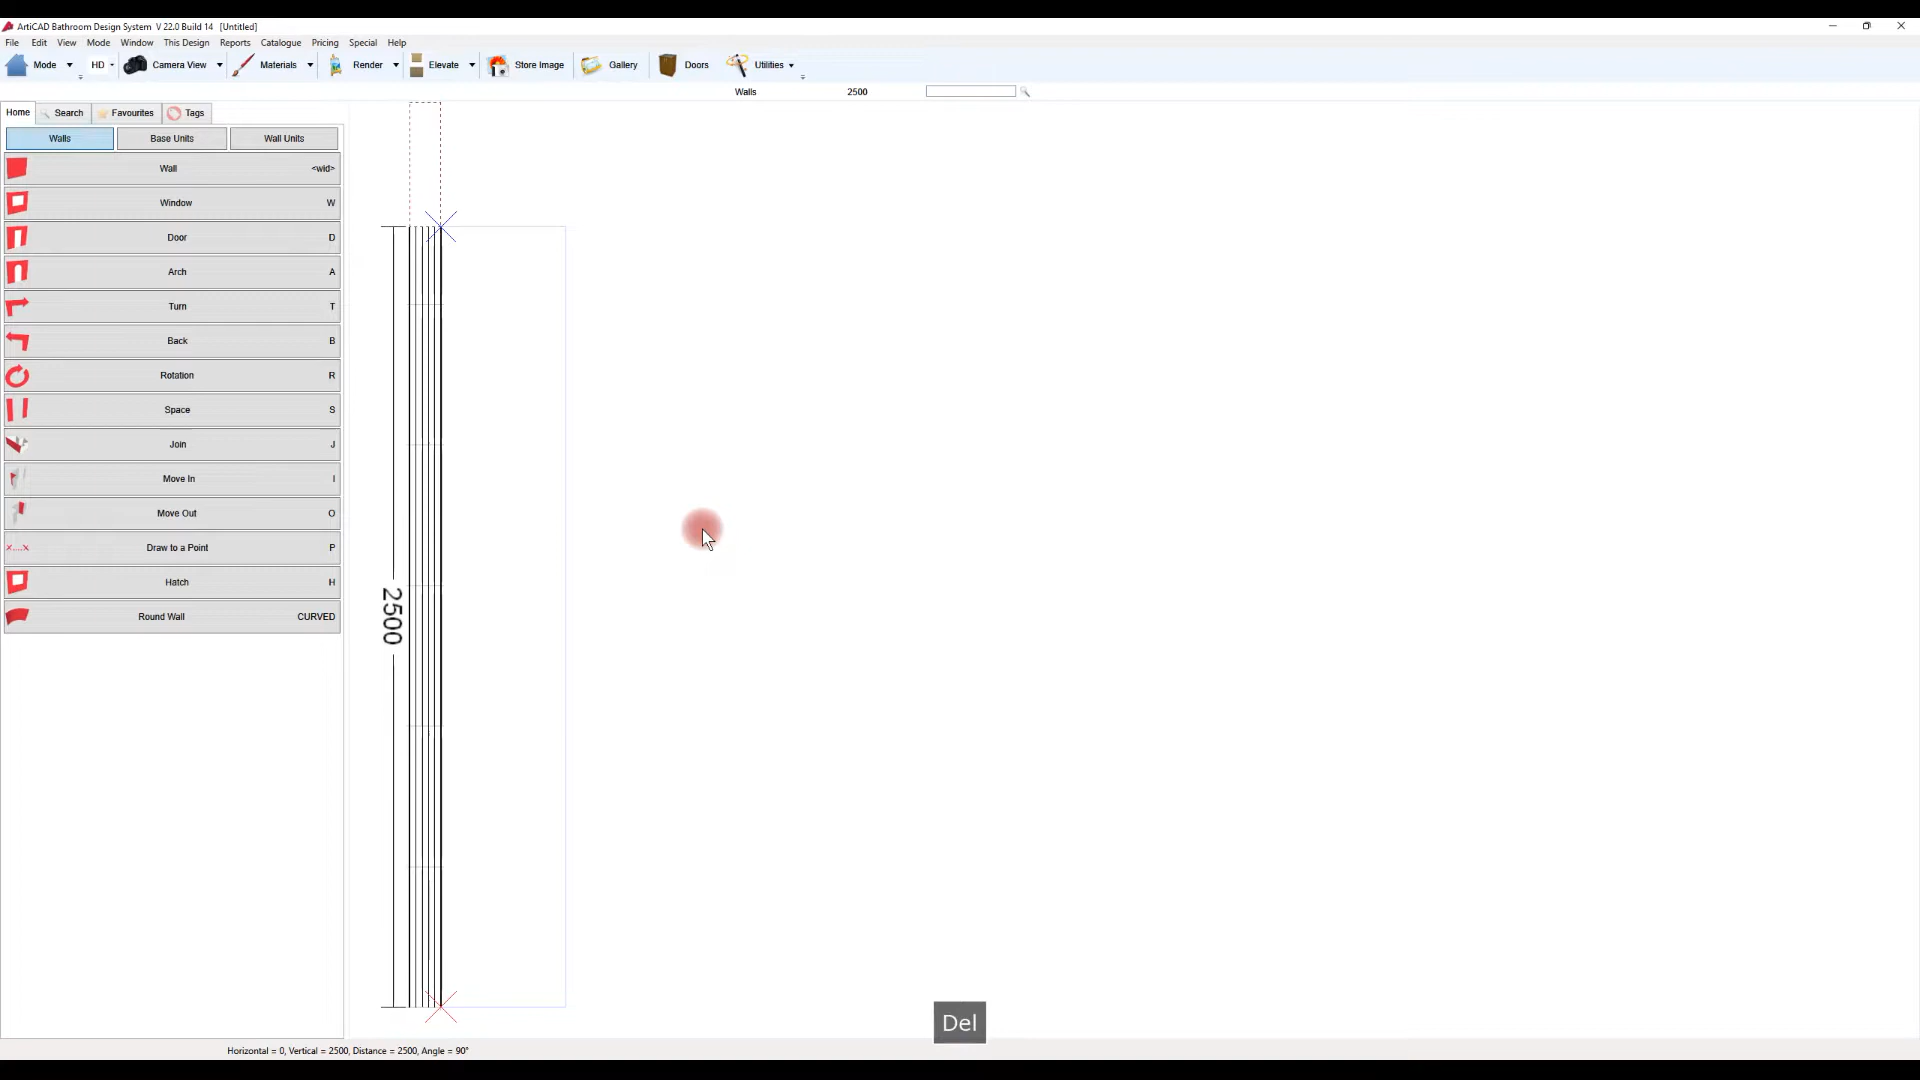 ArtiCAD Bathroom Design System V 22.0 Build 14 [Untitled]
File Edit View Mode Window This Design Reports Catalogue Pricing Special Help
Mode HD Camera View Materials Render Elevate Store Image Gallery Doors Utilities
Walls 2500
Home Search Favourites Tags
Walls Base Units Wall Units
Wall <wid>
Window W
Door D
Arch A
Turn T
Back B
Rotation R
Space S
Join J
Move In I
Move Out O
Draw to a Point P
Hatch H
Round Wall CURVED
2500
Del
Horizontal = 0, Vertical = 2500, Distance = 2500, Angle = 90°